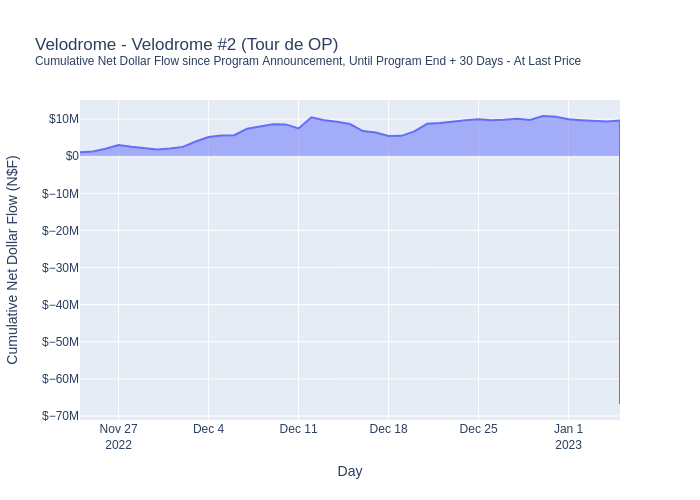 Velodrome - Velodrome #2 (Tour de OP)
Cumulative Net Dollar Flow since Program Announcement, Until Program End + 30 Days - At Last Price
Cumulative Net Dollar Flow (N$F)
$10M
$0
$−10M
$−20M
$−30M
$−40M
$−50M
$−60M
$−70M
Nov 27
2022
Dec 4
Dec 11
Dec 18
Dec 25
Jan 1
2023
Day